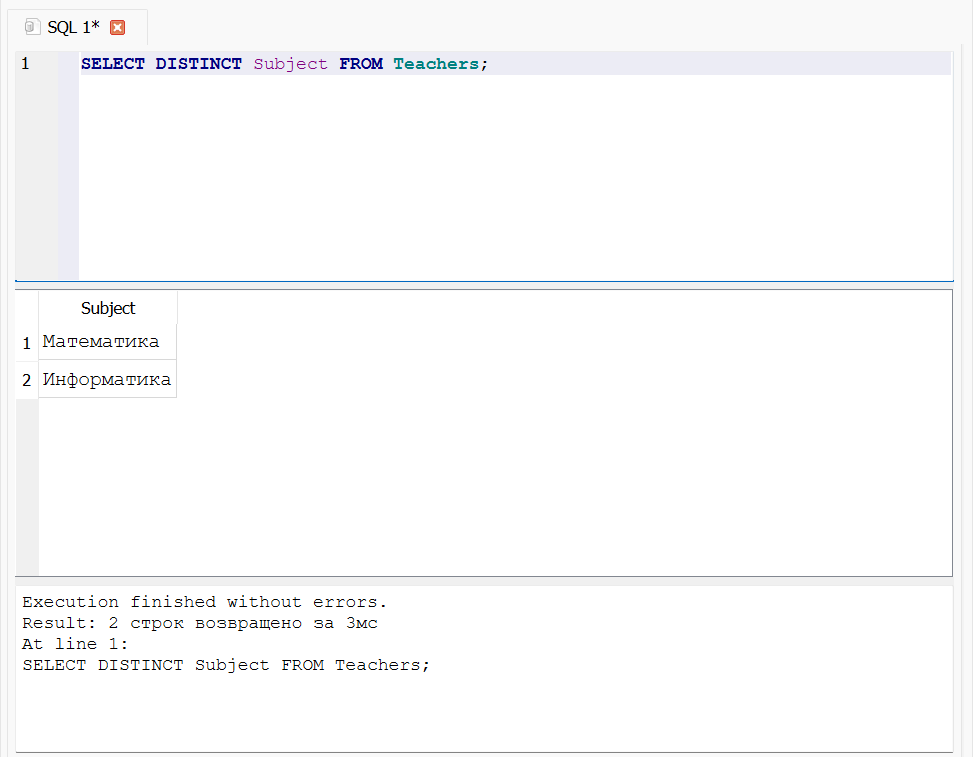 SQL 1*
1 SELECT DISTINCT Subject FROM Teachers;
Subject
1 Математика
2 Информатика
Execution finished without errors.
Result: 2 строк возвращено за 3мс
At line 1:
SELECT DISTINCT Subject FROM Teachers;